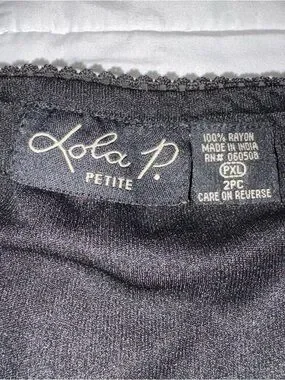 Lola P.
PETITE
100% RAYON
MADE IN INDIA
RN# 060508
PXL
2PC
CARE ON REVERSE